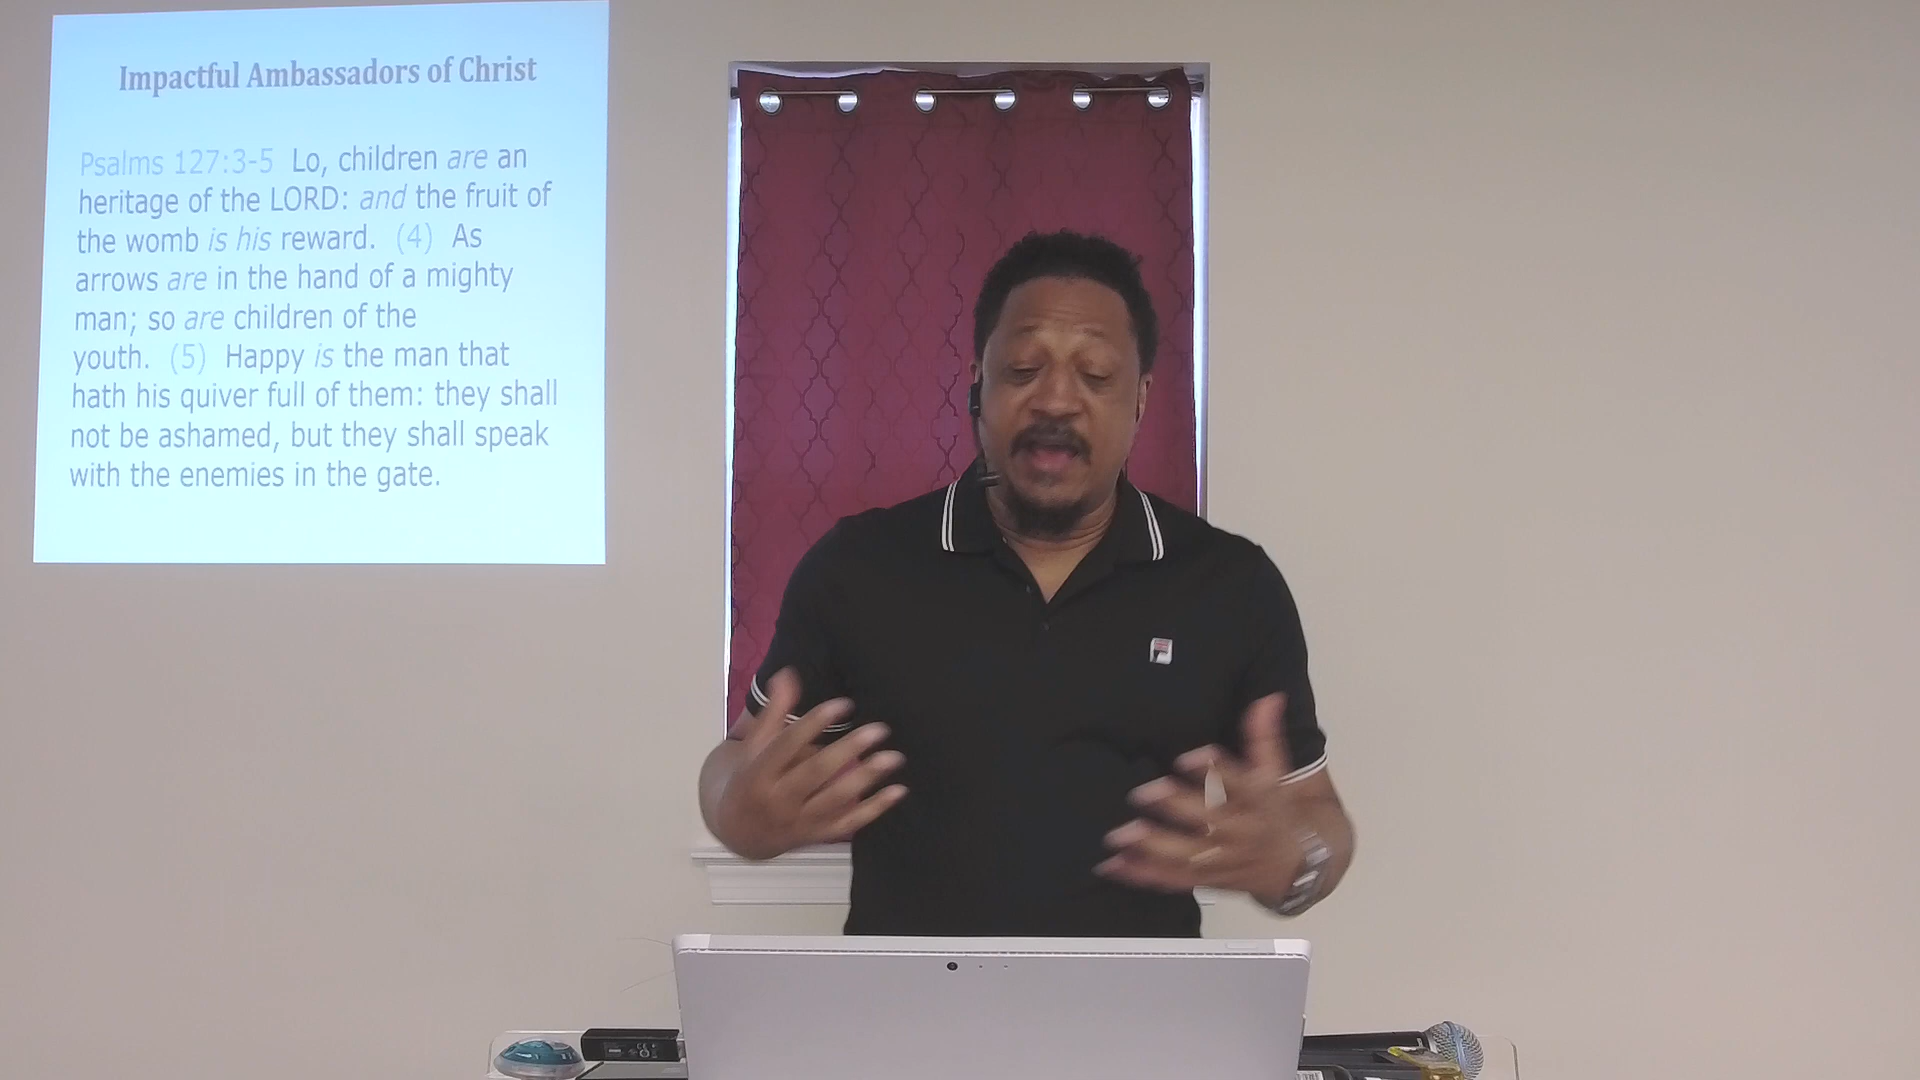 Impactful Ambassadors of Christ
Psalms 127:3-5 Lo, children are an
heritage of the LORD: and the fruit of
the womb is his reward. (4) As
arrows are in the hand of a mighty
man; so are children of the
youth. (5) Happy is the man that
hath his quiver full of them: they shall
not be ashamed, but they shall speak
with the enemies in the gate.